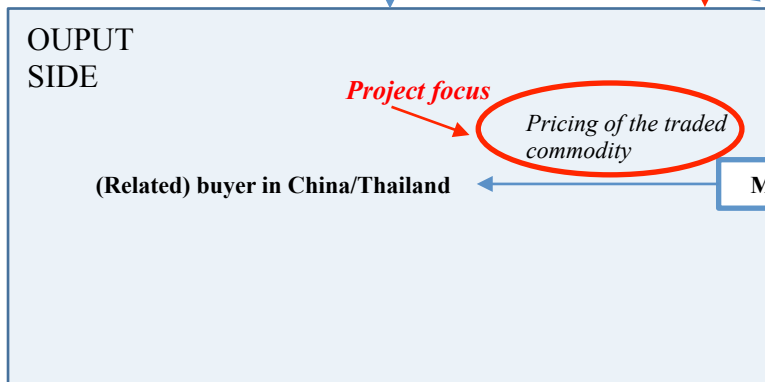 OUPUT
SIDE
Project focus
Pricing of the traded
commodity
(Related) buyer in China/Thailand
M